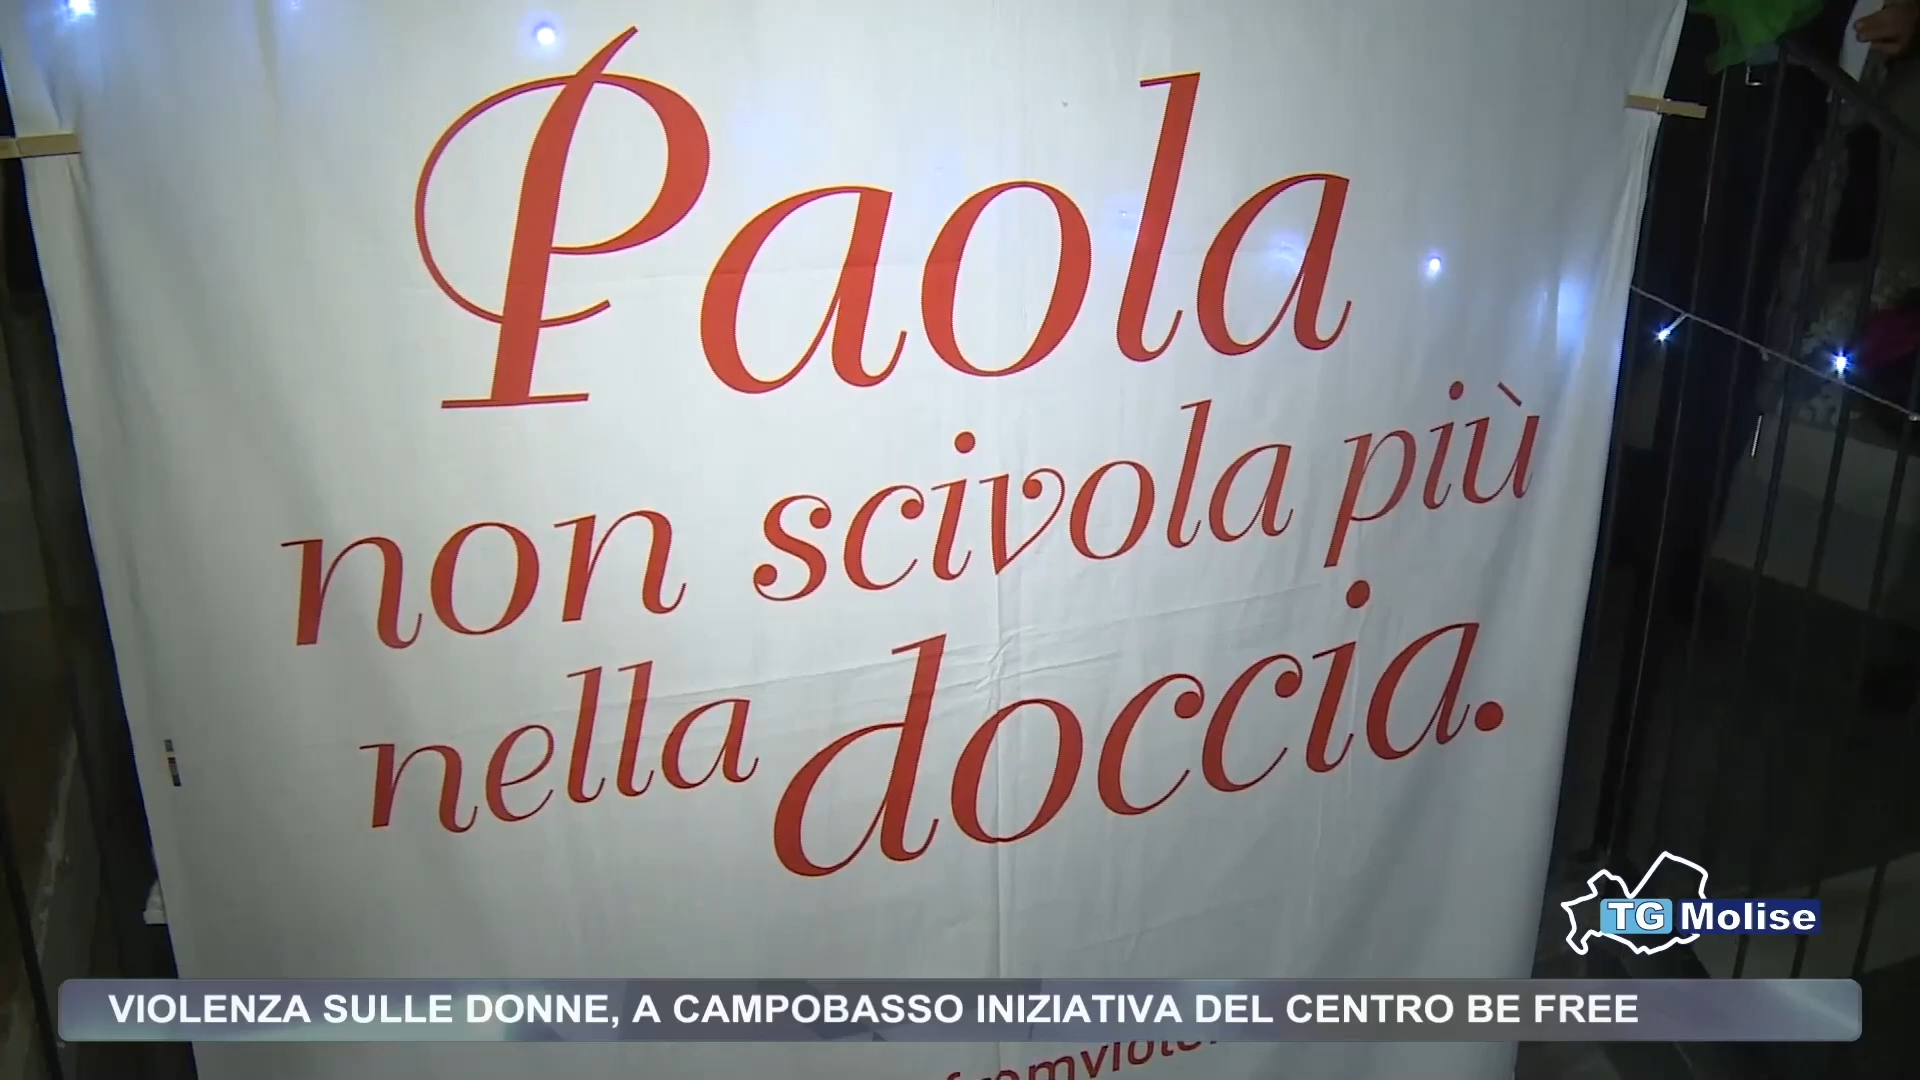 Paola
non scivola più
nella doccia.
TG Molise
VIOLENZA SULLE DONNE, A CAMPOBASSO INIZIATIVA DEL CENTRO BE FREE